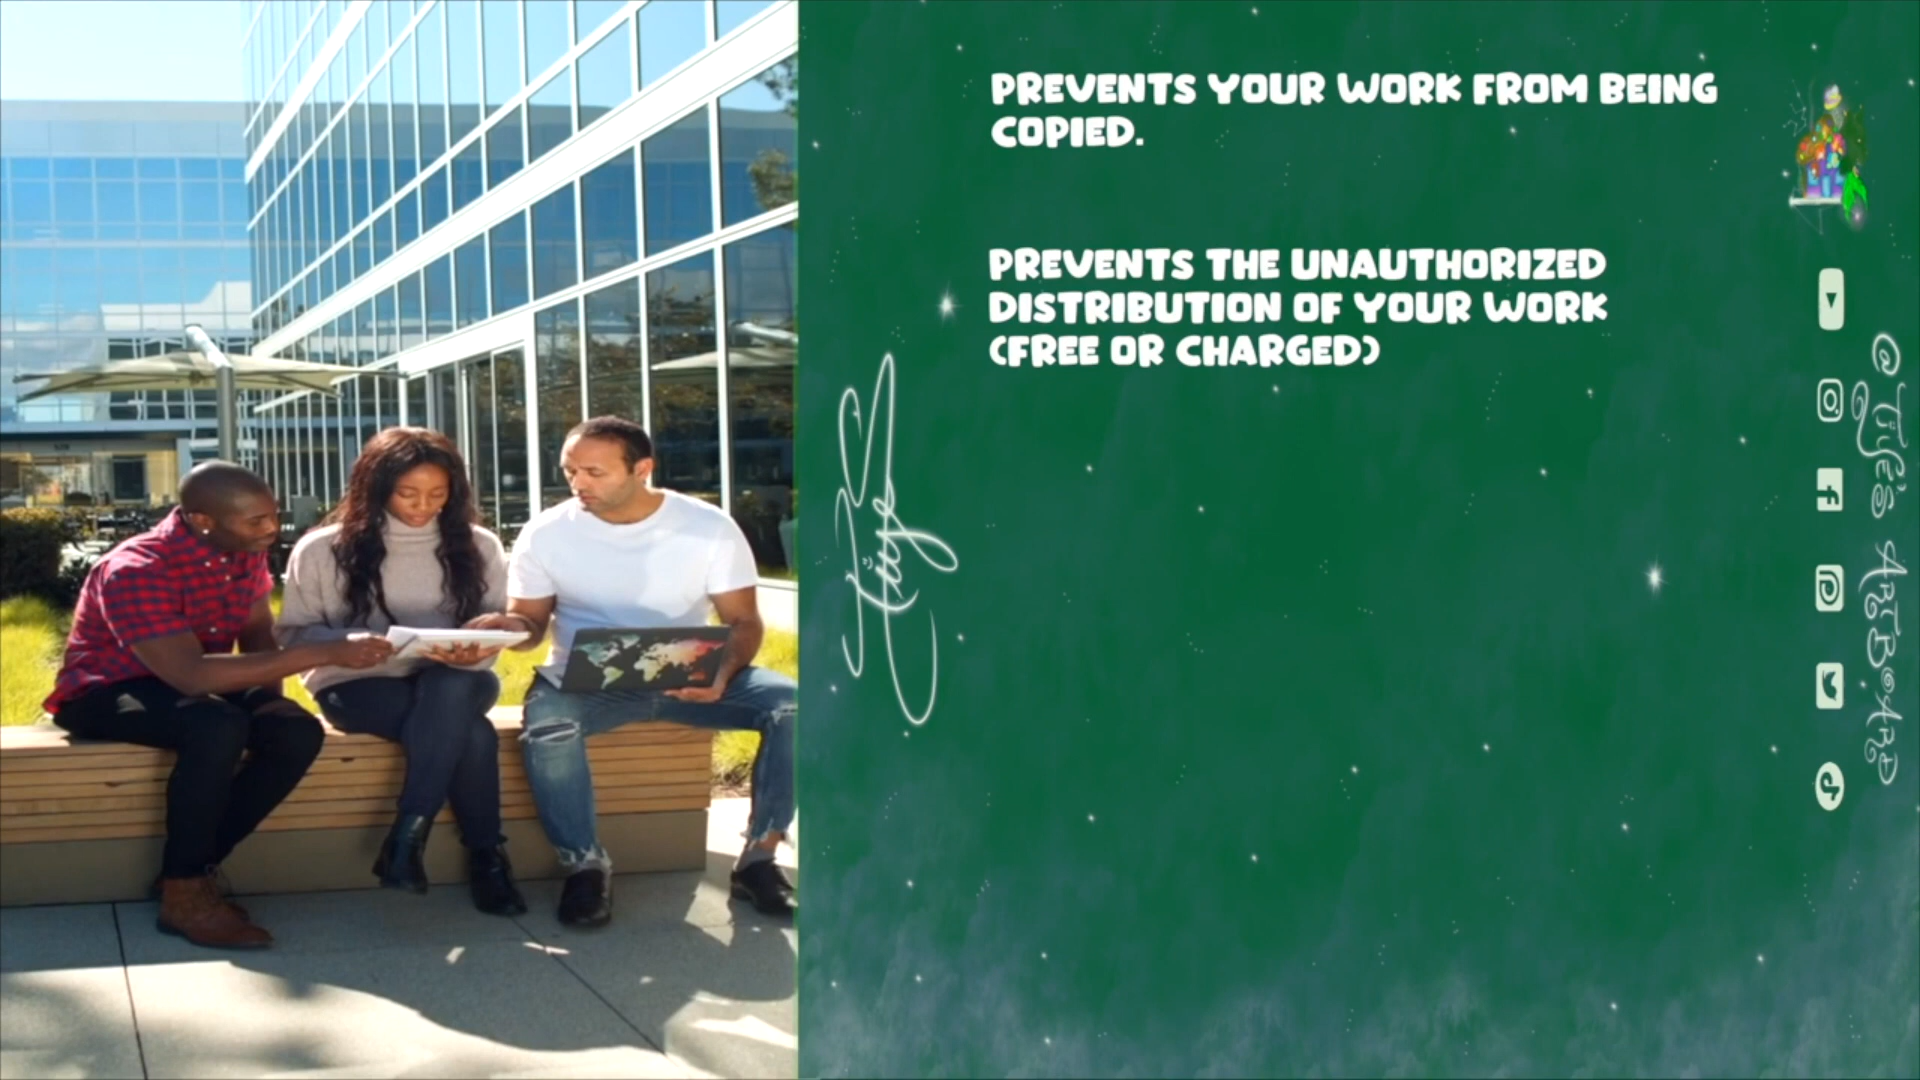 PREVENTS YOUR WORK FROM BEING
COPIED.
PREVENTS THE UNAUTHORIZED
DISTRIBUTION OF YOUR WORK
(FREE OR CHARGED)